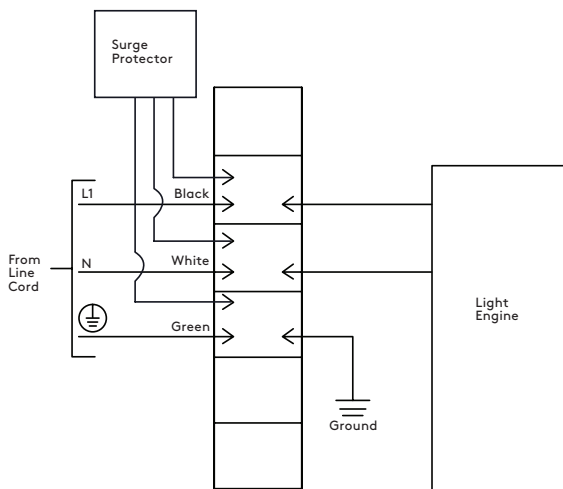 Surge
Protector
L1
Black
From
Line
Cord
N
White
Green
Light
Engine
Ground